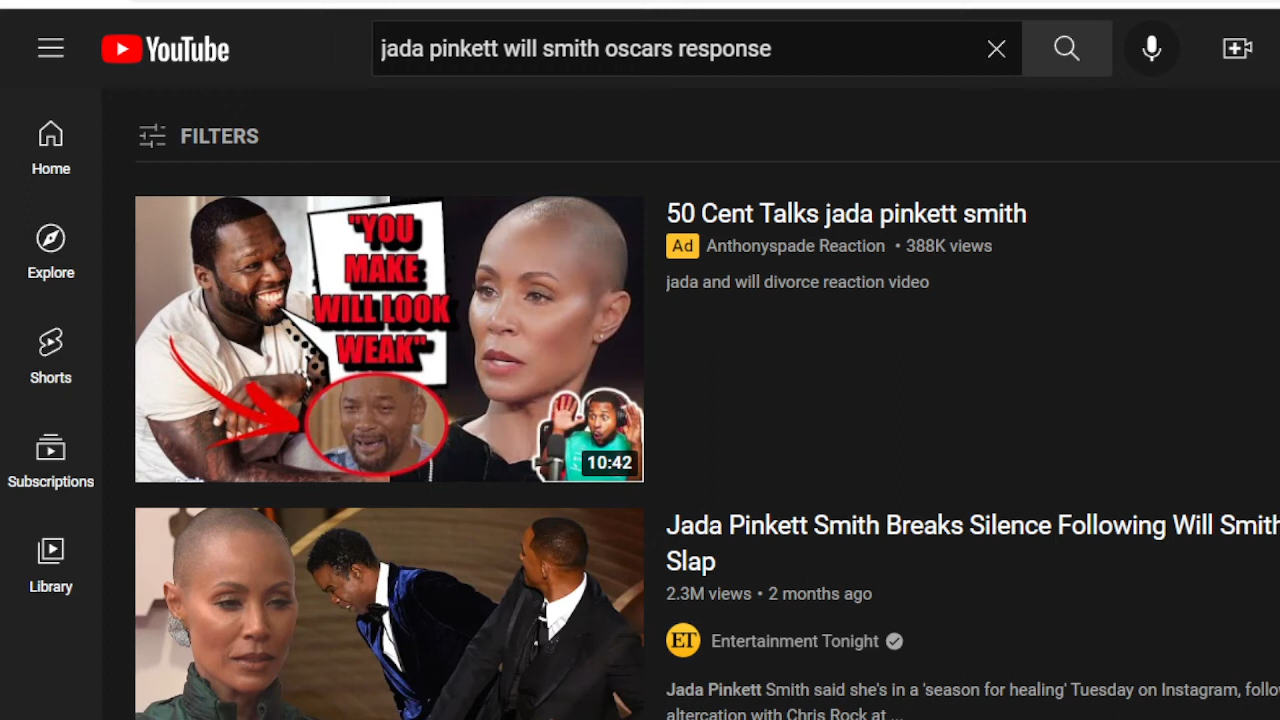 YouTube
jada pinkett will smith oscars response
FILTERS
Home
Explore
Shorts
Subscriptions
Library
"YOU
MAKE
WILL LOOK
WEAK"
10:42
50 Cent Talks jada pinkett smith
Ad Anthonyspade Reaction • 388K views
jada and will divorce reaction video
Jada Pinkett Smith Breaks Silence Following Will Smith
Slap
2.3M views • 2 months ago
ET Entertainment Tonight
Jada Pinkett Smith said she's in a 'season for healing' Tuesday on Instagram, follo
altercation with Chris Rock at ...